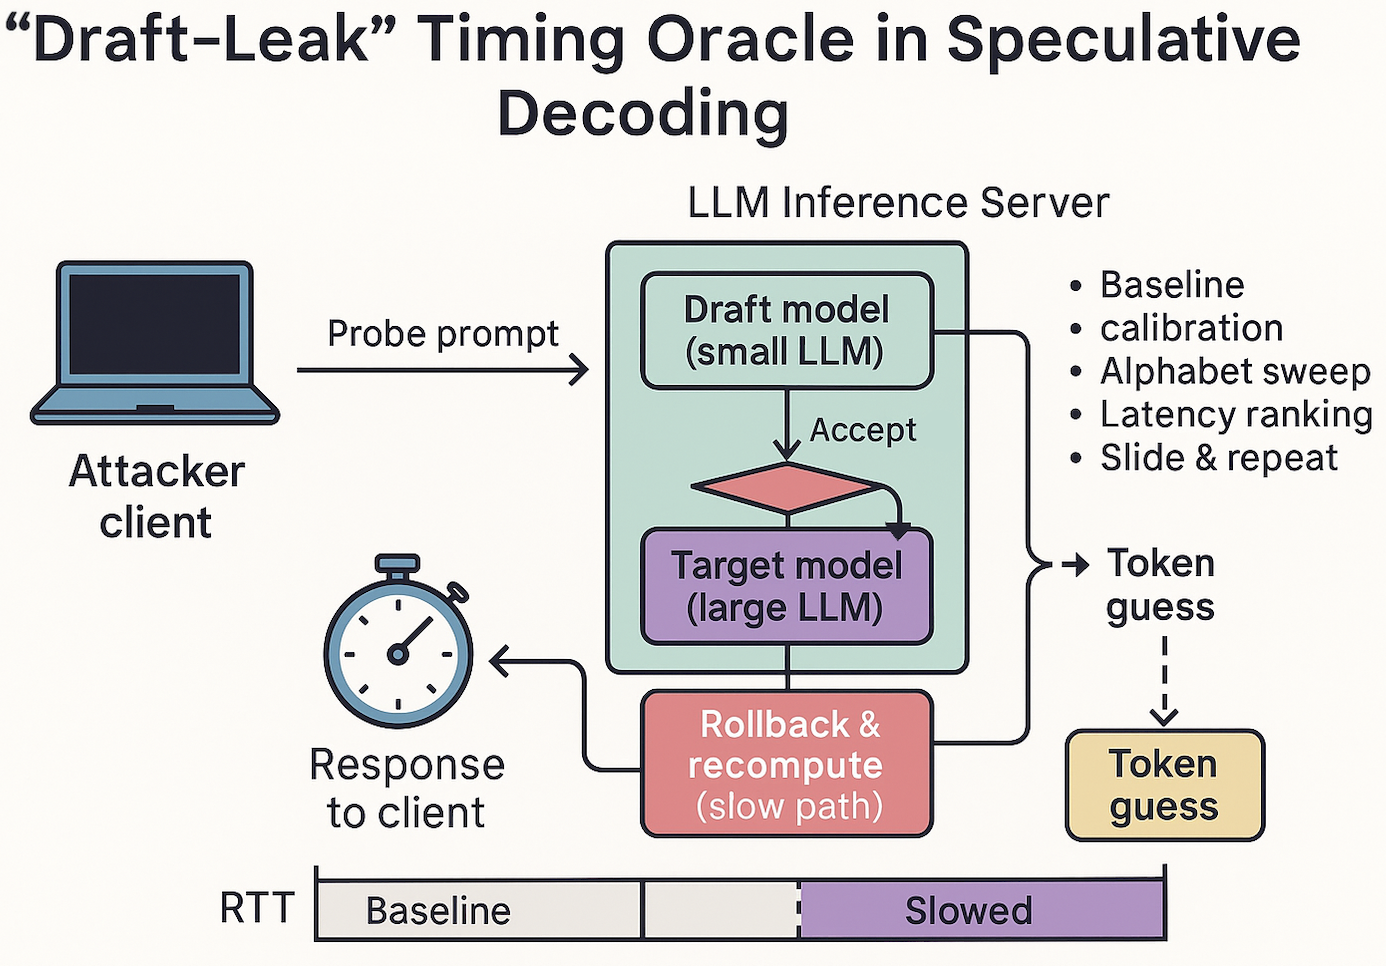 “Draft-Leak” Timing Oracle in Speculative
Decoding
LLM Inference Server
Draft model
(small LLM)
Probe prompt
Accept
• Baseline
• calibration
• Alphabet sweep
• Latency ranking
• Slide & repeat
Attacker
client
Target model
(large LLM)
Token
guess
Rollback &
recompute
(slow path)
Response
to client
Token
guess
RTT
Baseline
Slowed